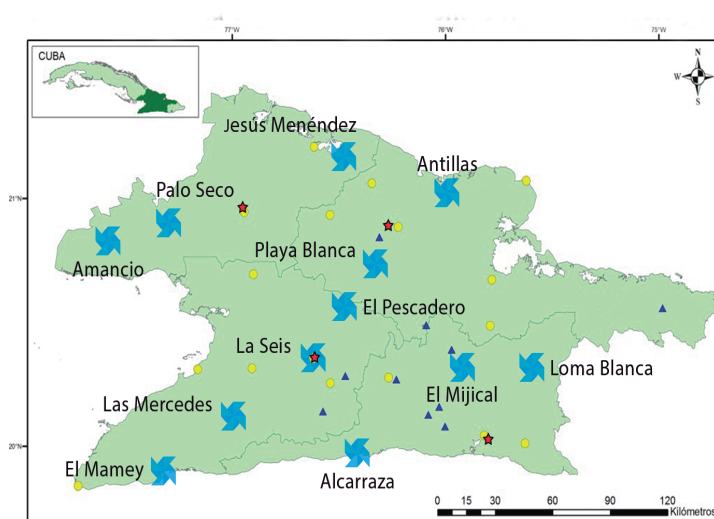 77°W 76°W 75°W
CUBA
N
W E
S
Jesús Menéndez
Antillas
Palo Seco
21°N
Playa Blanca
Amancio
El Pescadero
La Seis
Loma Blanca
El Mijical
Las Mercedes
20°N
El Mamey
Alcarraza
0 15 30 60 90 120
Kilómetros